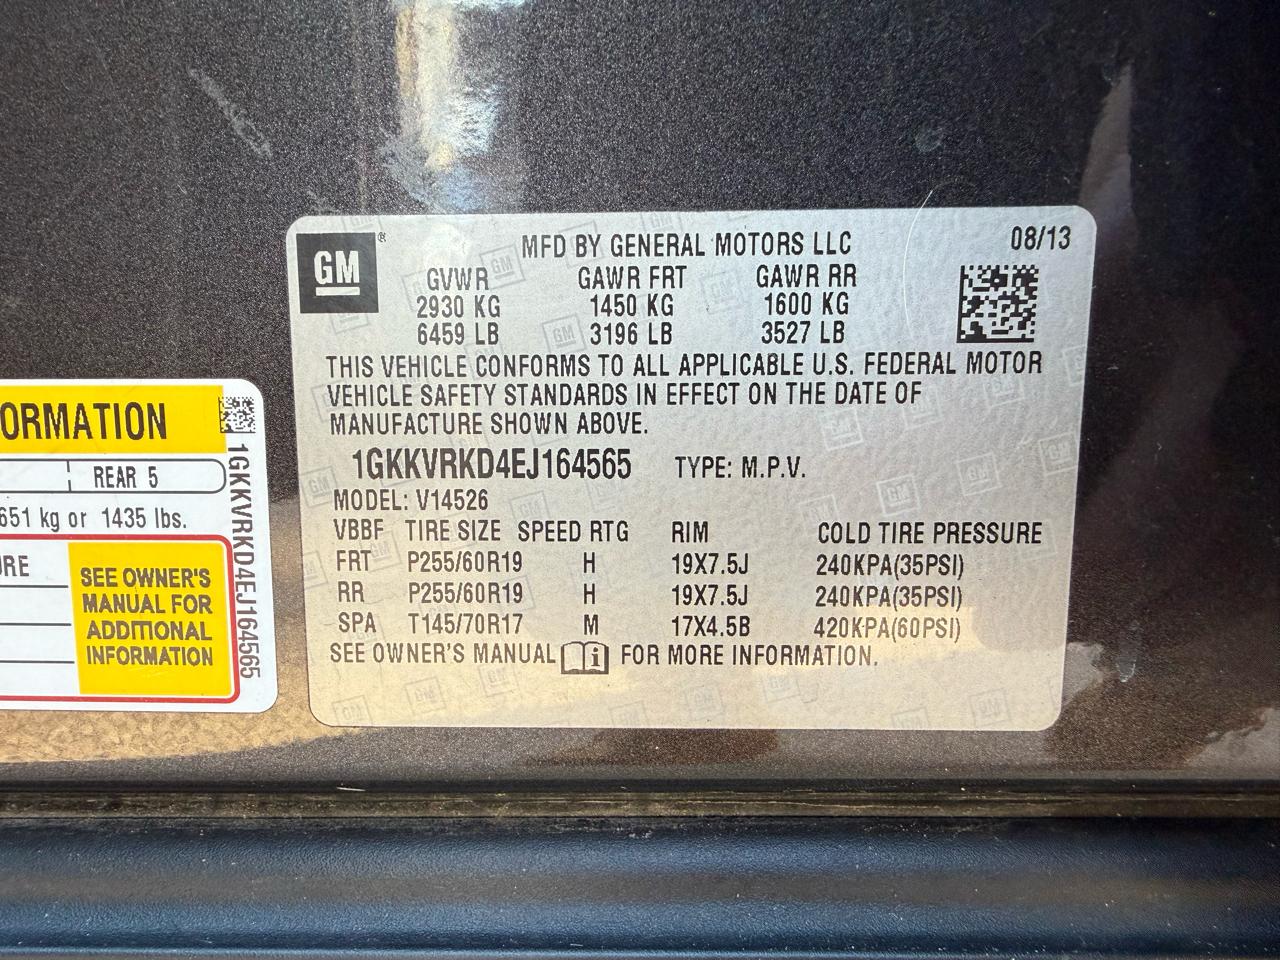 GM
®
MFD BY GENERAL MOTORS LLC 08/13
GVWR GAWR FRT GAWR RR
2930 KG 1450 KG 1600 KG
6459 LB 3196 LB 3527 LB
THIS VEHICLE CONFORMS TO ALL APPLICABLE U.S. FEDERAL MOTOR
VEHICLE SAFETY STANDARDS IN EFFECT ON THE DATE OF
MANUFACTURE SHOWN ABOVE.
1GKKVRKD4EJ164565 TYPE: M.P.V.
MODEL: V14526
VBBF TIRE SIZE SPEED RTG RIM COLD TIRE PRESSURE
FRT P255/60R19 H 19X7.5J 240KPA(35PSI)
RR P255/60R19 H 19X7.5J 240KPA(35PSI)
SPA T145/70R17 M 17X4.5B 420KPA(60PSI)
SEE OWNER'S MANUAL i FOR MORE INFORMATION.
ORMATION
REAR 5
651 kg or 1435 lbs.
URE
SEE OWNER'S
MANUAL FOR
ADDITIONAL
INFORMATION
1GKKVRKD4EJ164565